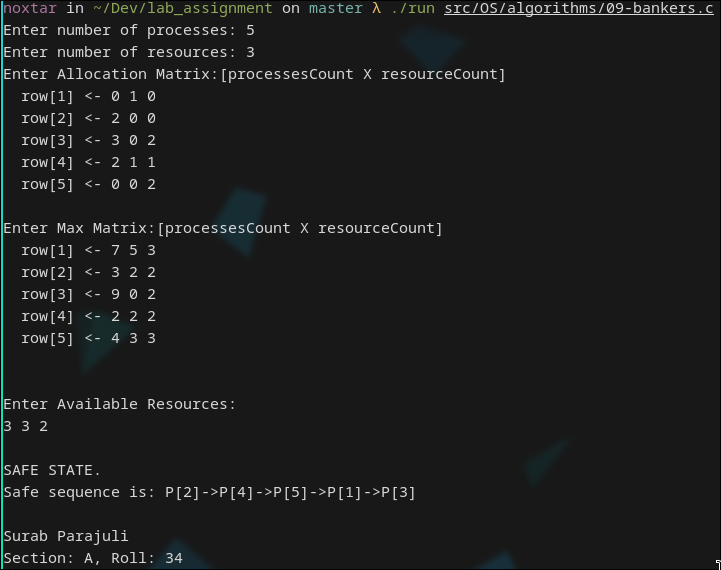 noxtar in ~/Dev/lab_assignment on master λ ./run src/OS/algorithms/09-bankers.c
Enter number of processes: 5
Enter number of resources: 3
Enter Allocation Matrix:[processesCount X resourceCount]
row[1] <- 0 1 0
row[2] <- 2 0 0
row[3] <- 3 0 2
row[4] <- 2 1 1
row[5] <- 0 0 2
Enter Max Matrix:[processesCount X resourceCount]
row[1] <- 7 5 3
row[2] <- 3 2 2
row[3] <- 9 0 2
row[4] <- 2 2 2
row[5] <- 4 3 3
Enter Available Resources:
3 3 2
SAFE STATE.
Safe sequence is: P[2]->P[4]->P[5]->P[1]->P[3]
Surab Parajuli
Section: A, Roll: 34